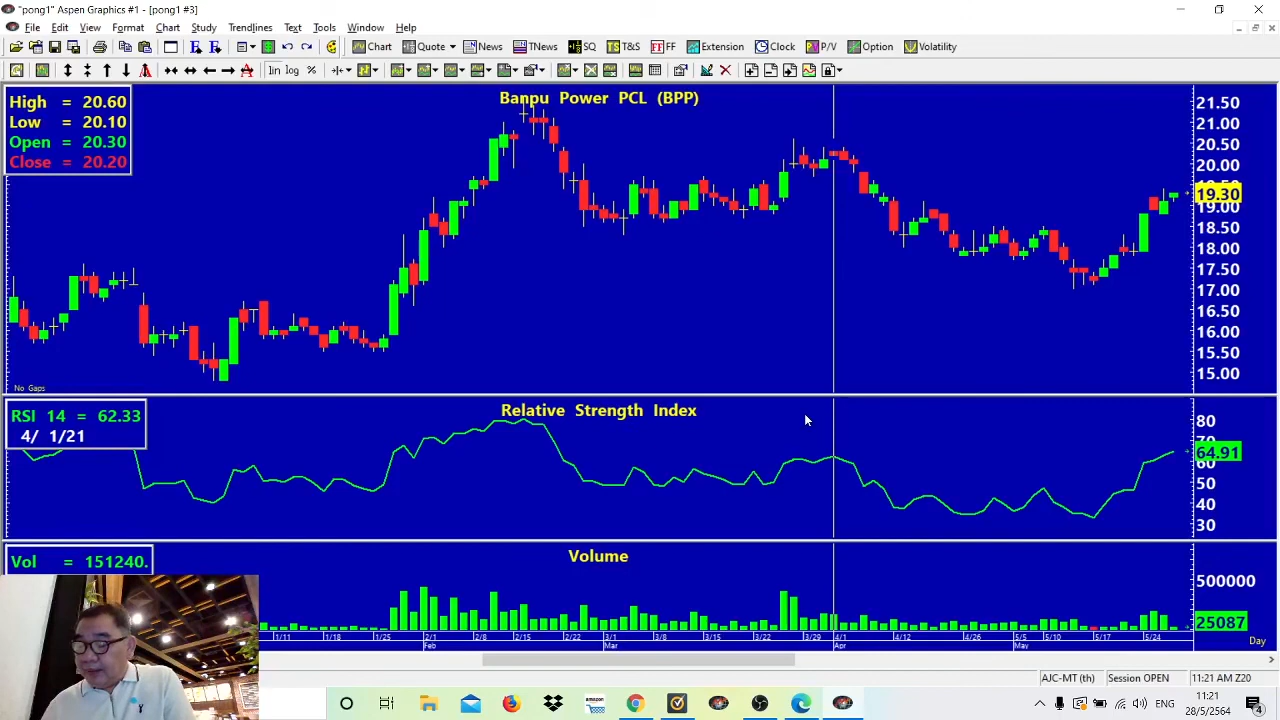 "pong1" Aspen Graphics #1 - [pong1 #3]
File Edit View Format Chart Study Trendlines Text Tools Window Help
Chart Quote News TNews SQ T&S FF Extension Clock P/V Option Volatility
lin log %
High = 20.60
Low = 20.10
Open = 20.30
Close = 20.20
Banpu Power PCL (BPP)
21.50
21.00
20.50
20.00
19.30
19.00
18.50
18.00
17.50
17.00
16.50
16.00
15.50
15.00
No Gaps
RSI 14 = 62.33
4/ 1/21
Relative Strength Index
80
64.91
60
50
40
30
Vol = 151240.
Volume
500000
25087
1/11 1/18 1/25 2/1 2/8 2/15 2/22 3/1 3/8 3/15 3/22 3/29 4/1 4/12 4/26 5/5 5/10 5/17 5/24 Day
Feb Mar Apr May
AJC-MT (th) Session OPEN 11:21 AM Z20
amazon
ENG
11:21
28/5/2564
4